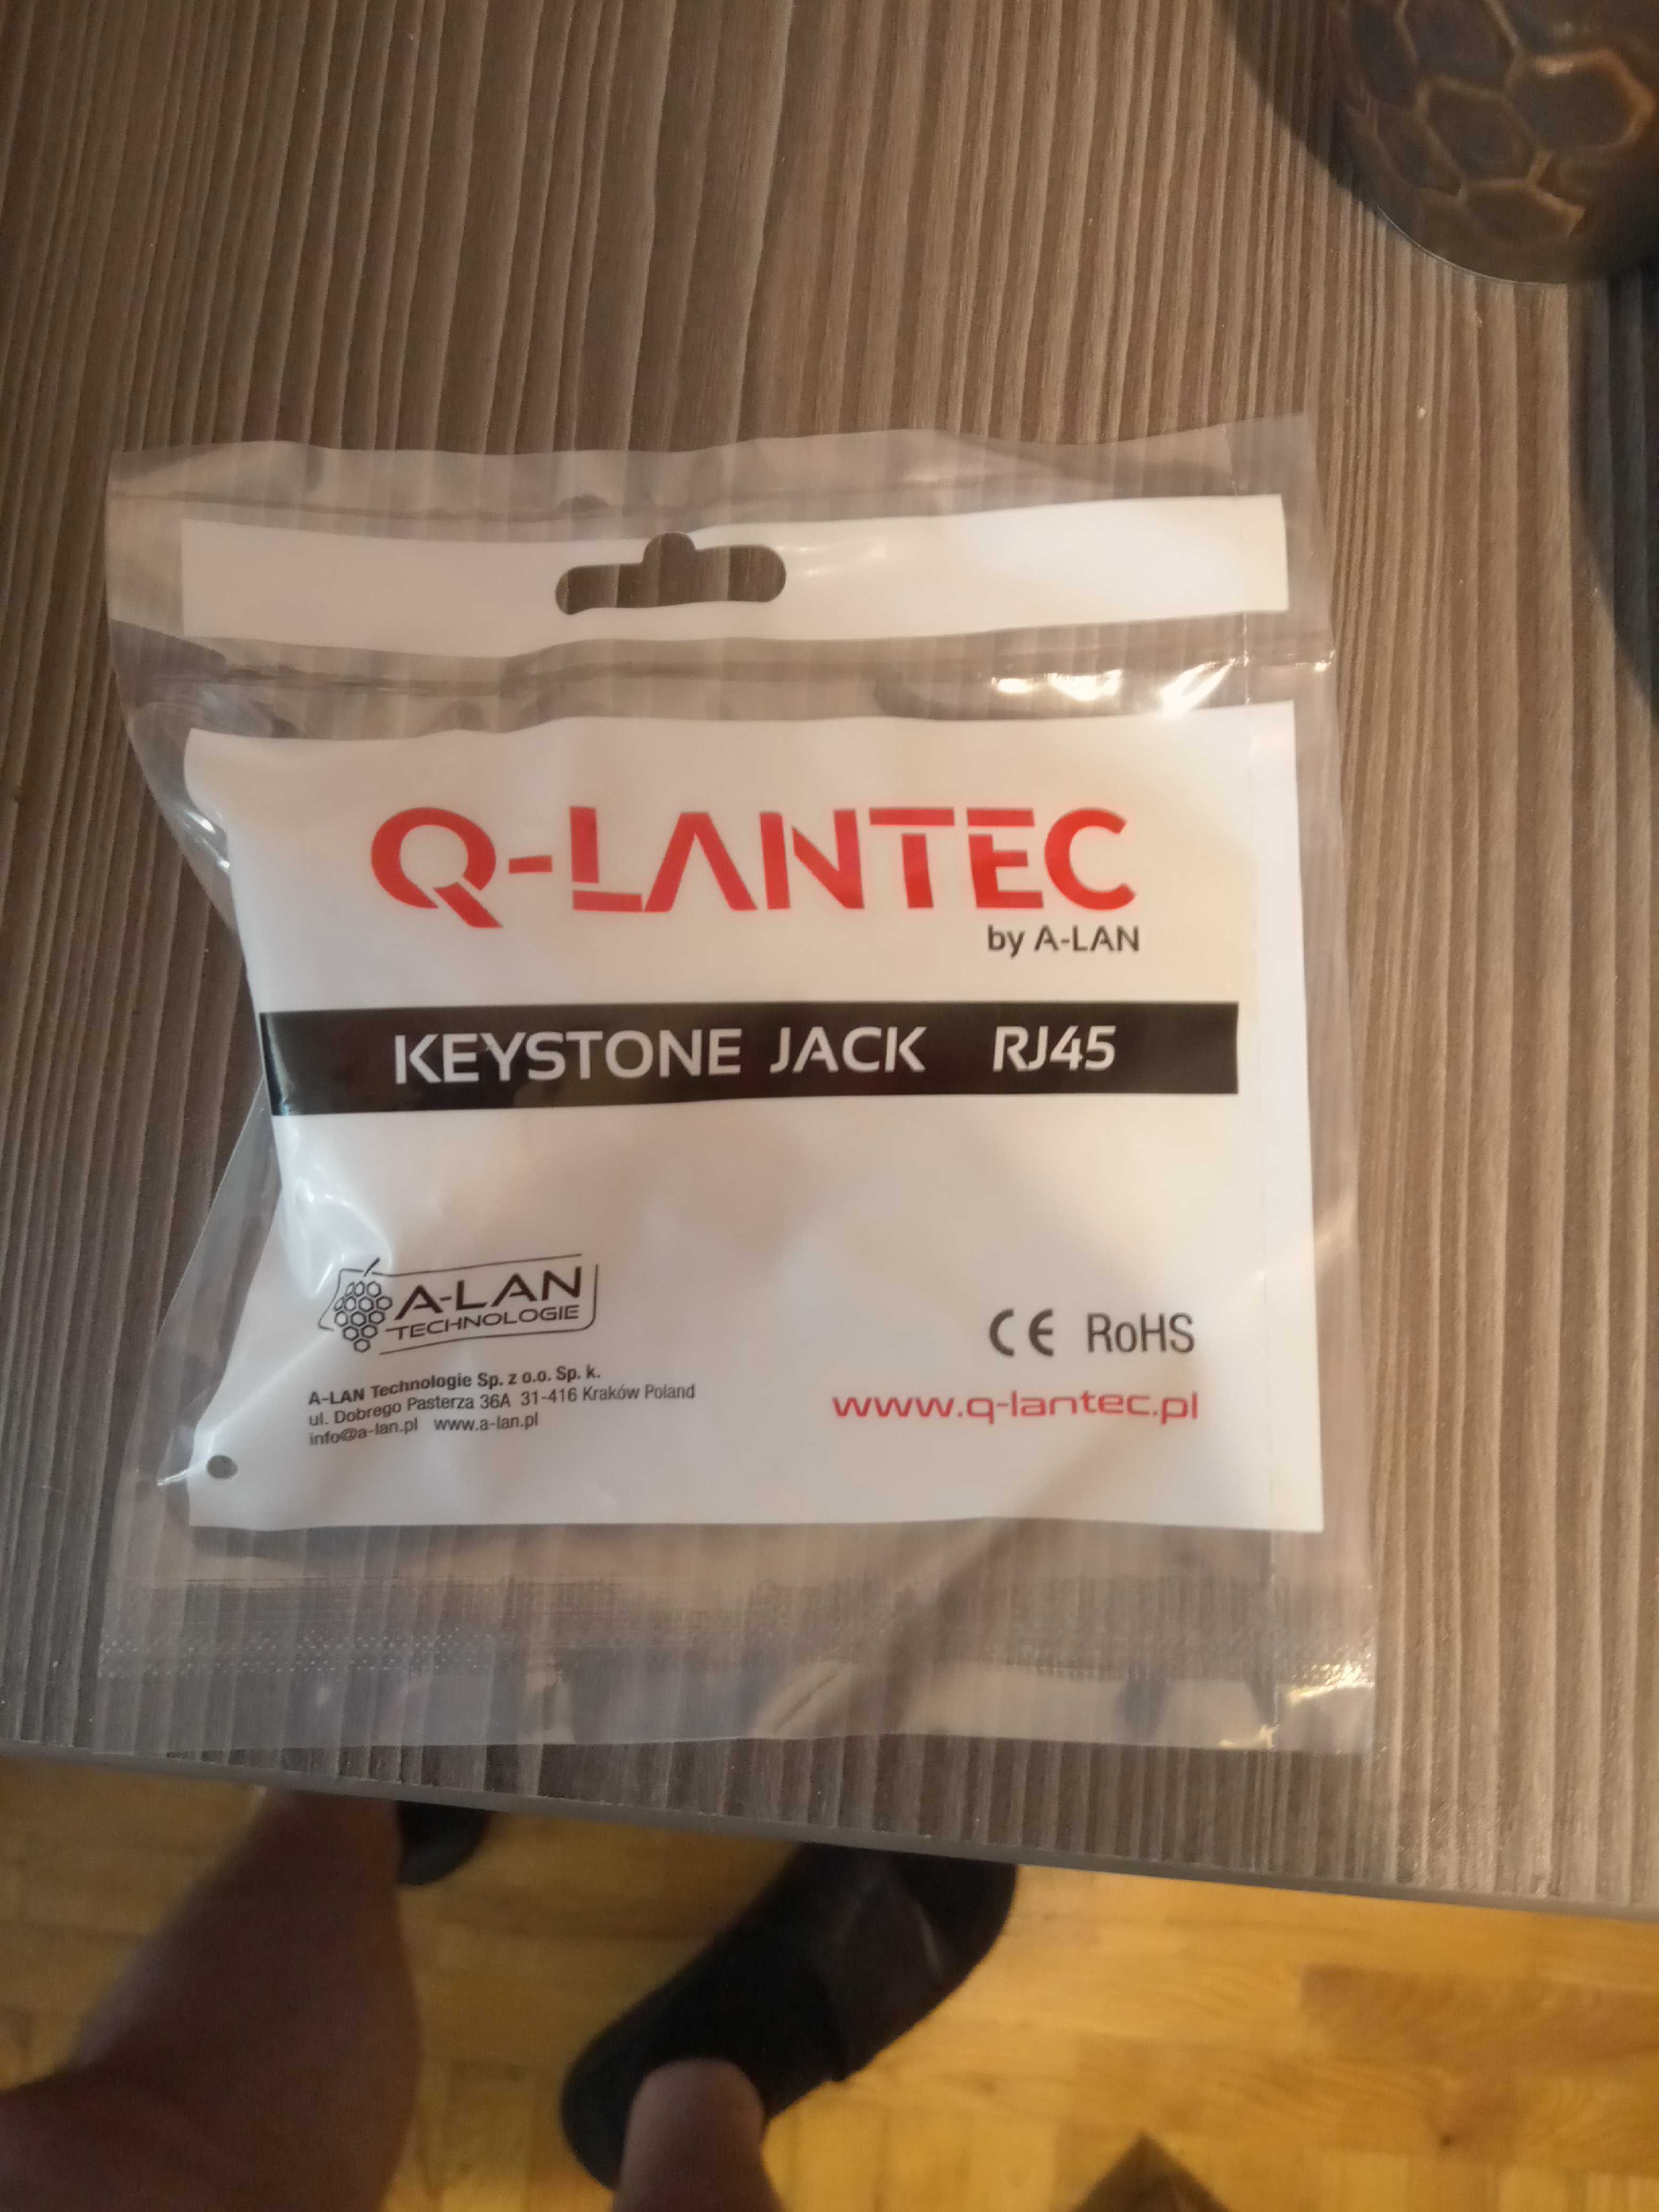 Q-LANTEC
by A-LAN
KEYSTONE JACK RJ45
A-LAN
TECHNOLOGIE
CE RoHS
A-LAN Technologie Sp. z o.o. Sp. k.
ul. Dobrego Pasterza 36A 31-416 Kraków Poland
info@a-lan.pl www.a-lan.pl
www.q-lantec.pl